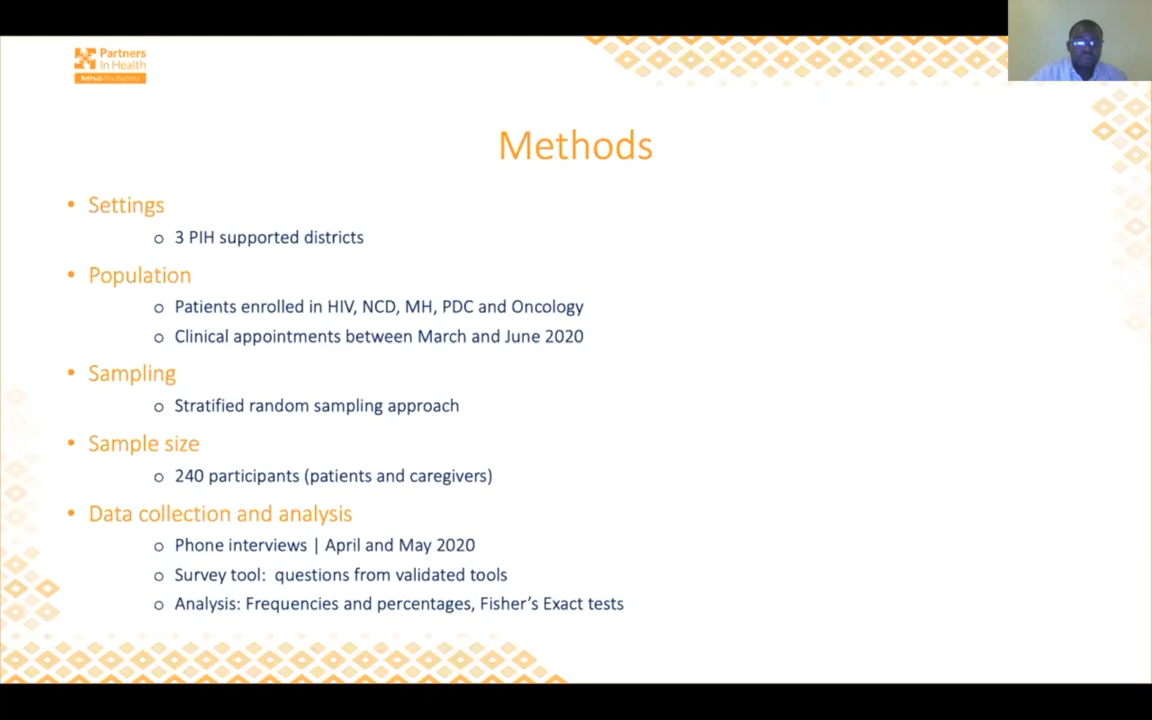 Partners
In Health
Methods
• Settings
o 3 PIH supported districts
• Population
o Patients enrolled in HIV, NCD, MH, PDC and Oncology
o Clinical appointments between March and June 2020
• Sampling
o Stratified random sampling approach
• Sample size
o 240 participants (patients and caregivers)
• Data collection and analysis
o Phone interviews | April and May 2020
o Survey tool: questions from validated tools
o Analysis: Frequencies and percentages, Fisher's Exact tests